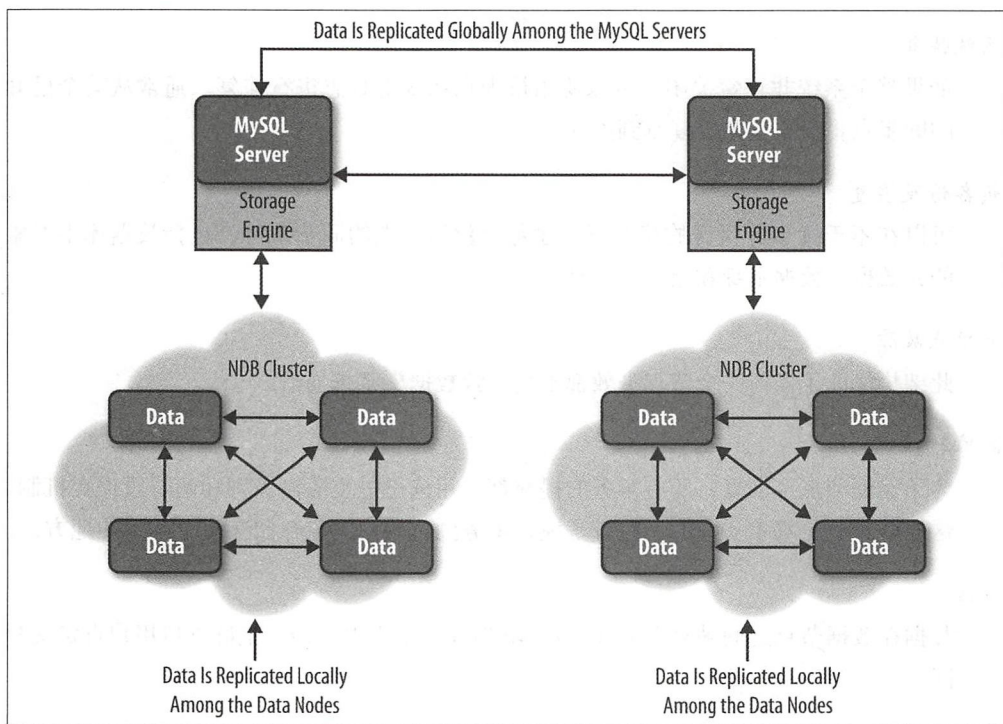 Data Is Replicated Globally Among the MySQL Servers
MySQL
Server
Storage
Engine
MySQL
Server
Storage
Engine
NDB Cluster
Data
Data
Data
Data
NDB Cluster
Data
Data
Data
Data
Data Is Replicated Locally
Among the Data Nodes
Data Is Replicated Locally
Among the Data Nodes